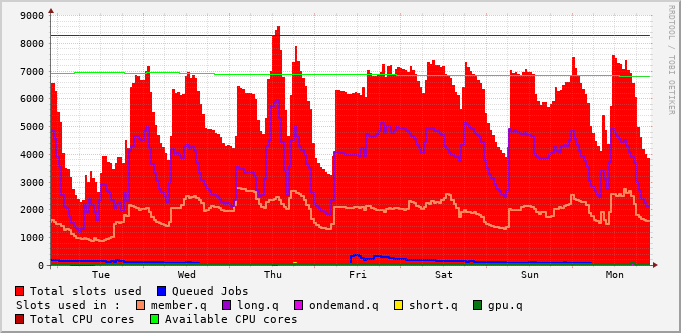 9000
8000
7000
6000
5000
4000
3000
2000
1000
0
Tue Wed Thu Fri Sat Sun Mon
RRDTOOL / TOBI OETIKER
Total slots used Queued Jobs
Slots used in : member.q long.q ondemand.q short.q gpu.q
Total CPU cores Available CPU cores